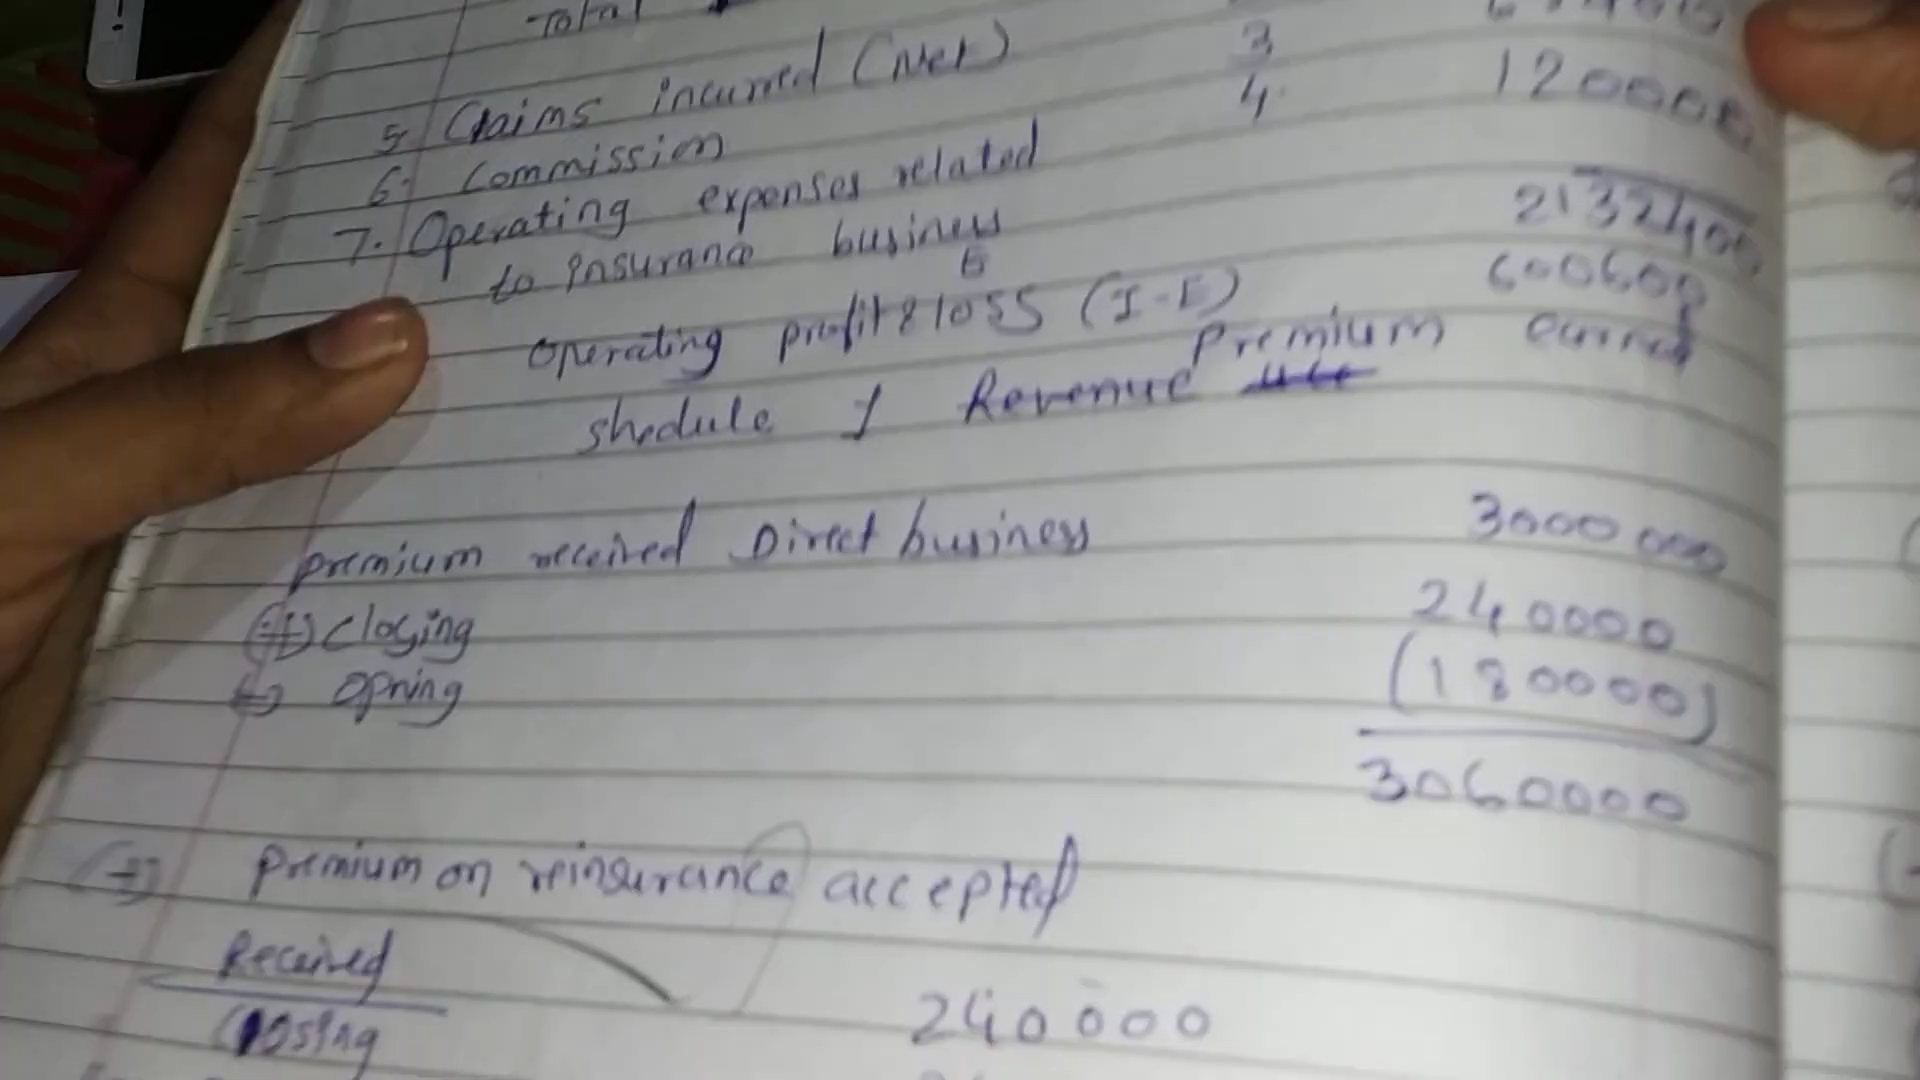 Total
3
5. Claims incurred (Net) 4. 120000
6. Commission
7. Operating expenses related
to insurance business 2132400
5 600600
Operating profit & loss (I-E)
Shedule 1 Revenue Premium earned
premium received Direct business 3000000
(+) Closing 240000
(-) Opning (180000)
3060000
(+) Premium on reinsurance accepted
Received 240000
Closing